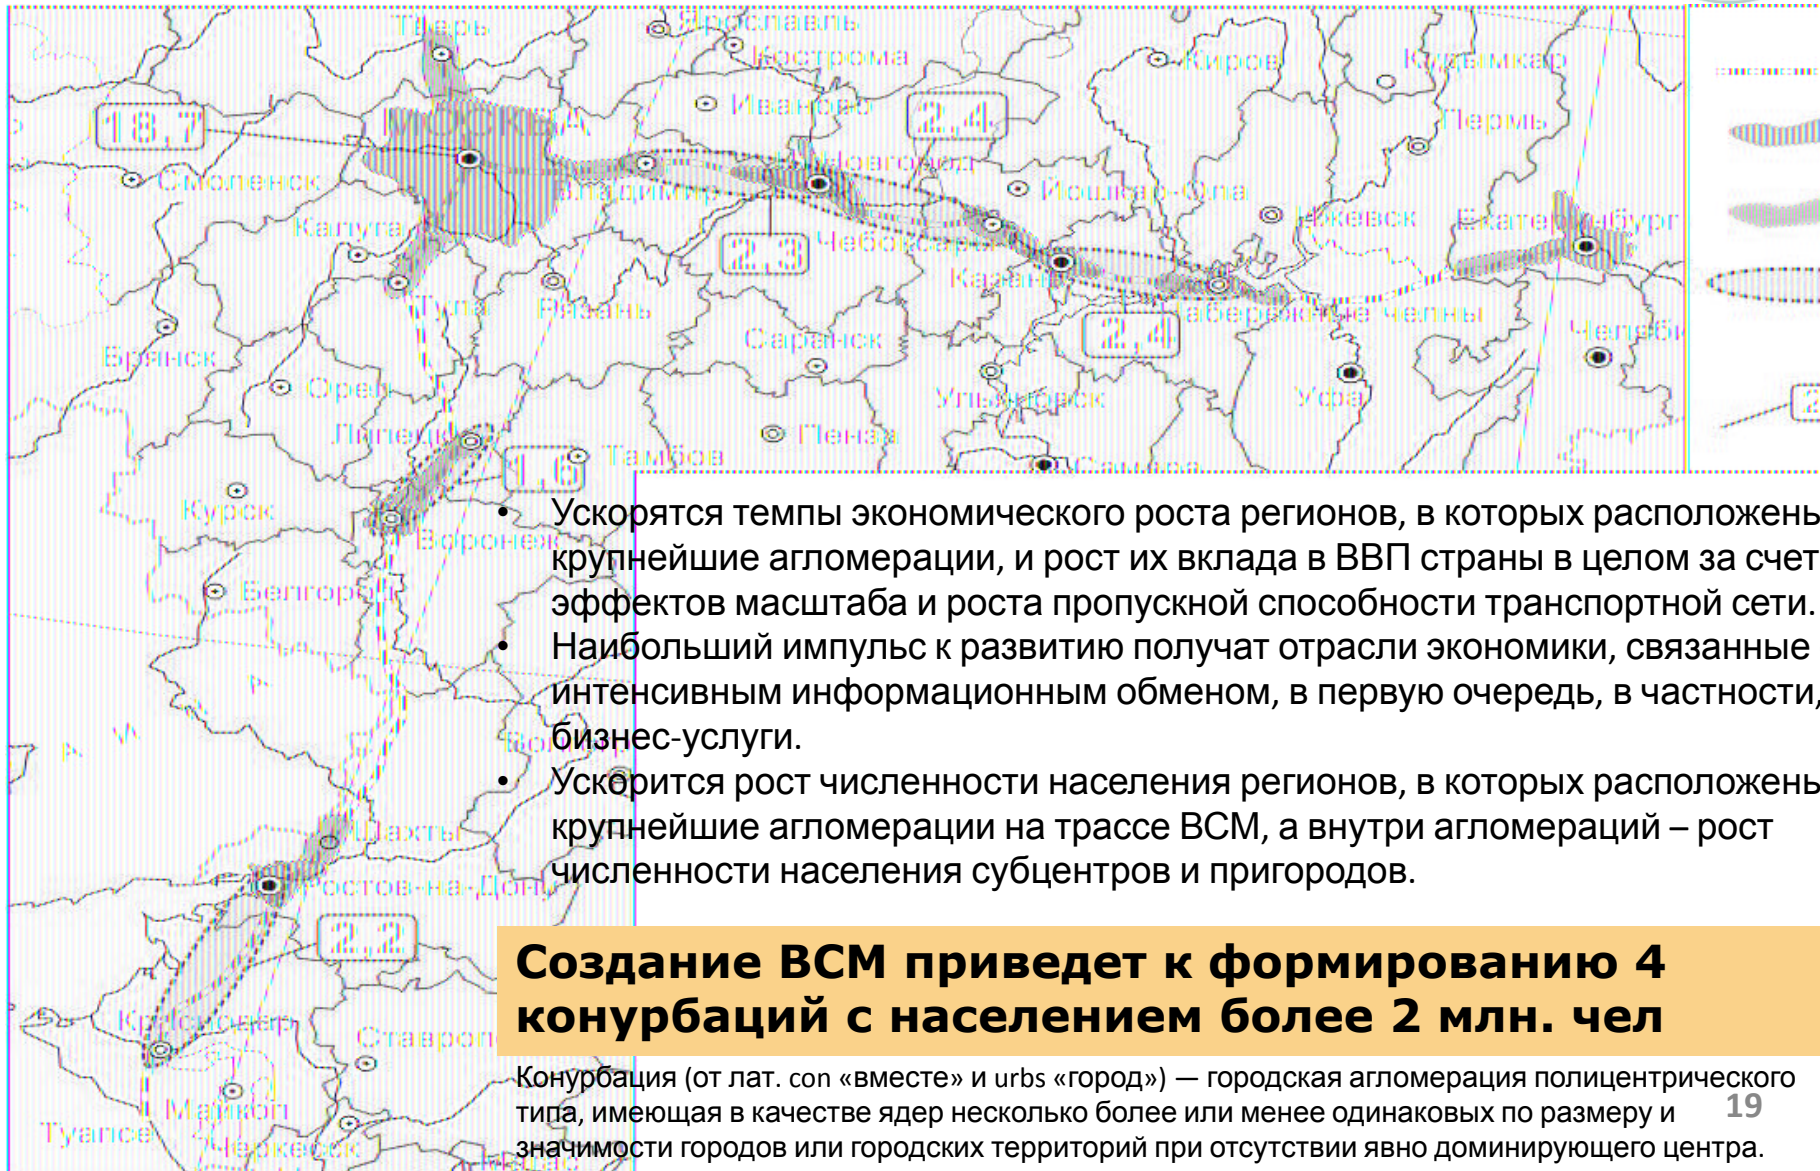 Тверь
Ярославль
Кострома
Киров
Кудымкар
Иваново
2,4
18,7
МОСКВА
Пермь
Н.Новгород
Смоленск
Владимир
Йошкар-Ола
Калуга
Ижевск
Екатеринбург
2,3
Чебоксары
Казань
Тула
Рязань
Набережные челны
2,4
Саранск
Брянск
Орел
Ульяновск
Уфа
Липецк
Пенза
Тамбов
1,6
Самара
Курск
Воронеж
Белгород
Шахты
Ростов-на-Дону
2,2
Краснодар
Майкоп
Туапсе
Черкесск
• Ускорятся темпы экономического роста регионов, в которых расположены
крупнейшие агломерации, и рост их вклада в ВВП страны в целом за счет
эффектов масштаба и роста пропускной способности транспортной сети.
• Наибольший импульс к развитию получат отрасли экономики, связанные
интенсивным информационным обменом, в первую очередь, в частности,
бизнес-услуги.
• Ускорится рост численности населения регионов, в которых расположены
крупнейшие агломерации на трассе ВСМ, а внутри агломераций – рост
численности населения субцентров и пригородов.
Создание ВСМ приведет к формированию 4
конурбаций с населением более 2 млн. чел
Конурбация (от лат. con «вместе» и urbs «город») — городская агломерация полицентрического
типа, имеющая в качестве ядер несколько более или менее одинаковых по размеру и
значимости городов или городских территорий при отсутствии явно доминирующего центра.
19